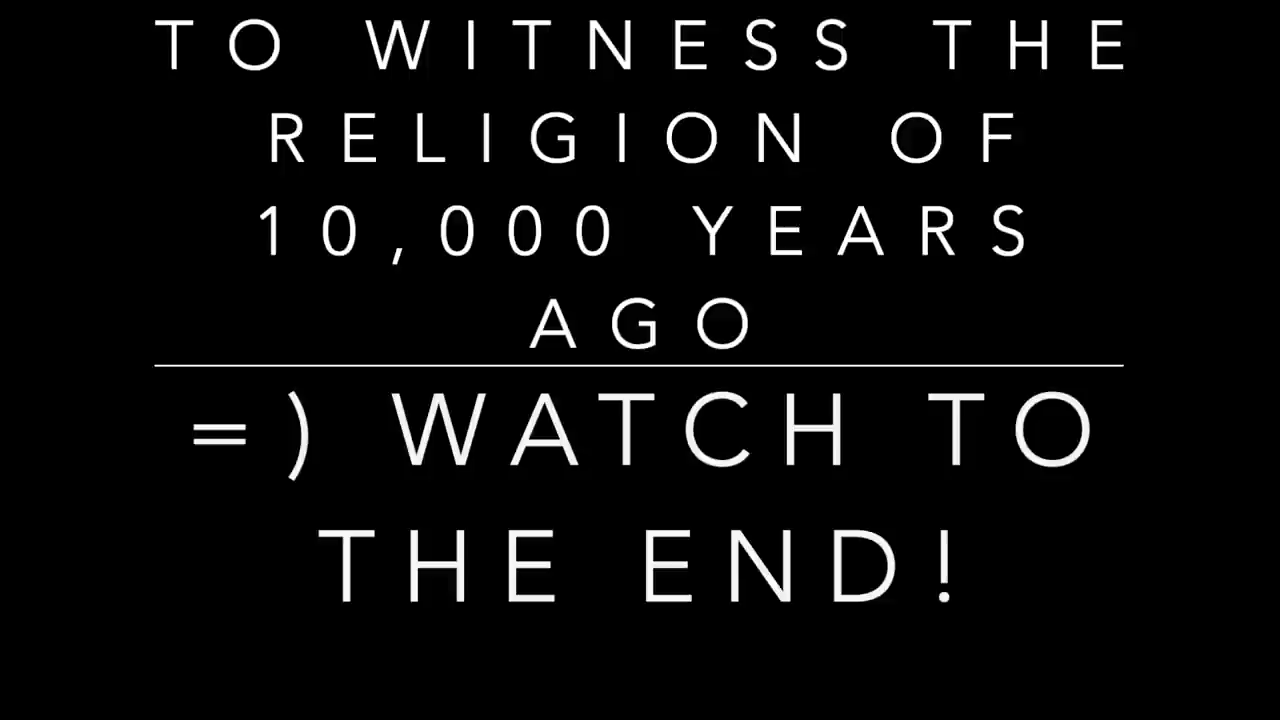 TO WITNESS THE
RELIGION OF
10,000 YEARS
AGO
=) WATCH TO
THE END!